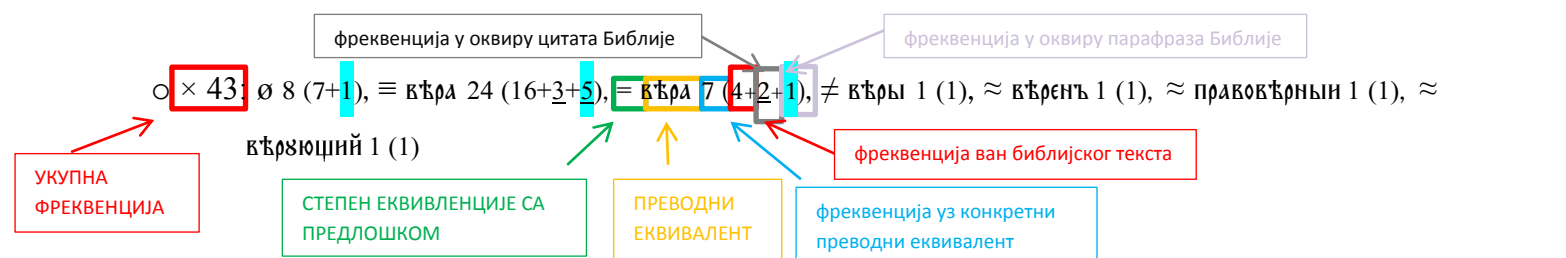 фреквенција у оквиру цитата Библије
фреквенција у оквиру парафраза Библије
○ × 43: ø 8 (7+1), ≡ вѣра 24 (16+3+5), = вѣра 7 (4+2+1), ≠ вѣры 1 (1), ≈ вѣренъ 1 (1), ≈ правовѣрныи 1 (1), ≈
вѣрꙋющий 1 (1)
фреквенција ван библијског текста
УКУПНА
ФРЕКВЕНЦИЈА
СТЕПЕН ЕКВИВЛЕНЦИЈЕ СА
ПРЕДЛОШКОМ
ПРЕВОДНИ
ЕКВИВАЛЕНТ
фреквенција уз конкретни
преводни еквивалент